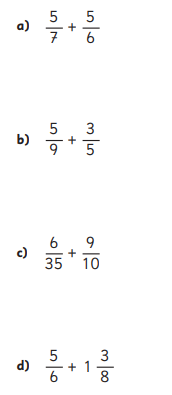 a) 5/7 + 5/6
b) 5/9 + 3/5
c) 6/35 + 9/10
d) 5/6 + 1 3/8